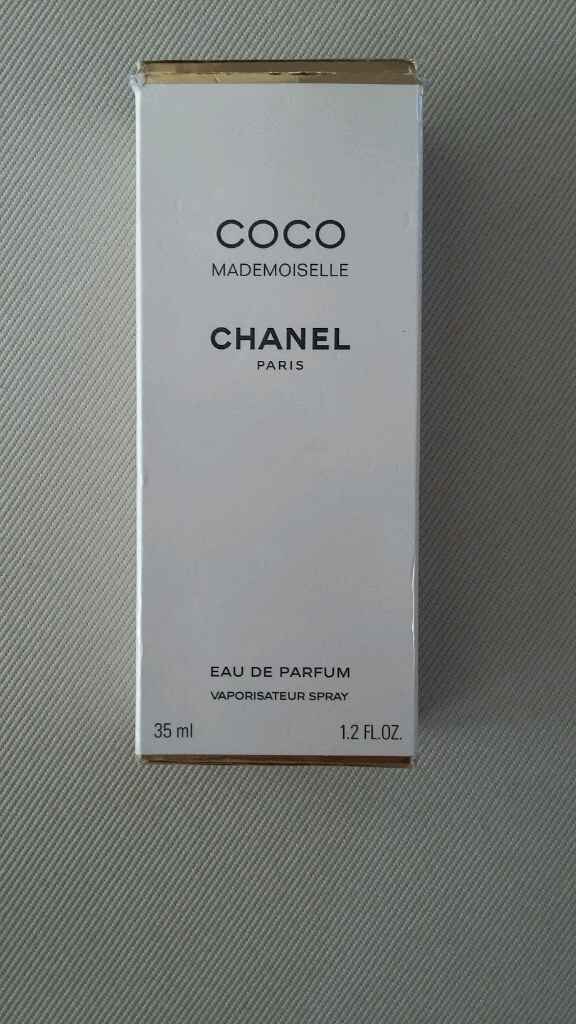 COCO
MADEMOISELLE
CHANEL
PARIS
EAU DE PARFUM
VAPORISATEUR SPRAY
35 ml 1.2 FL.OZ.